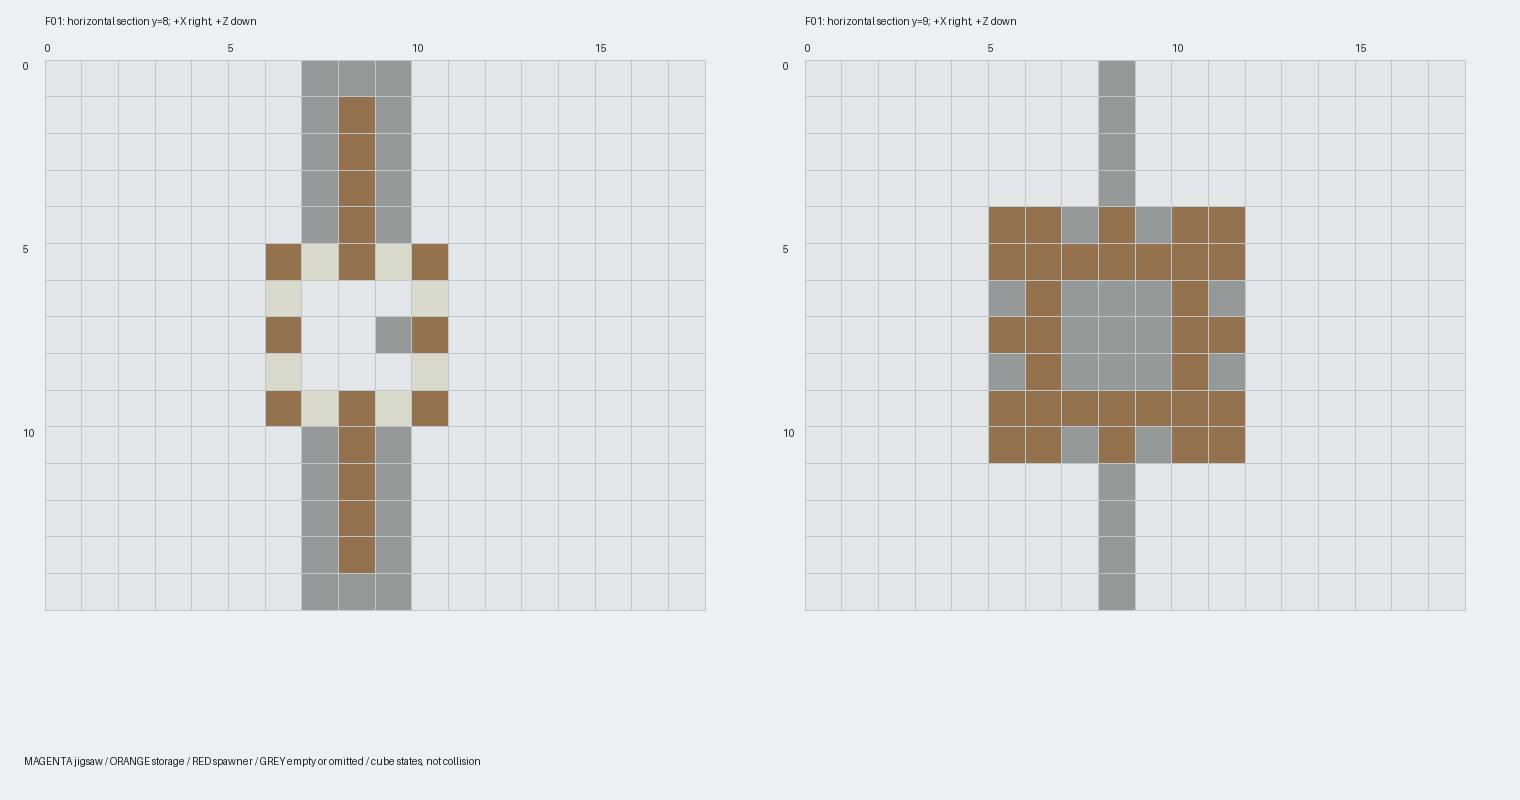 F01: horizontal section y=8; +X right, +Z down
F01: horizontal section y=9; +X right, +Z down
0 5 10 15
0 5 10 15
0 0
5 5
10 10
MAGENTA jigsaw / ORANGE storage / RED spawner / GREY empty or omitted / cube states, not collision